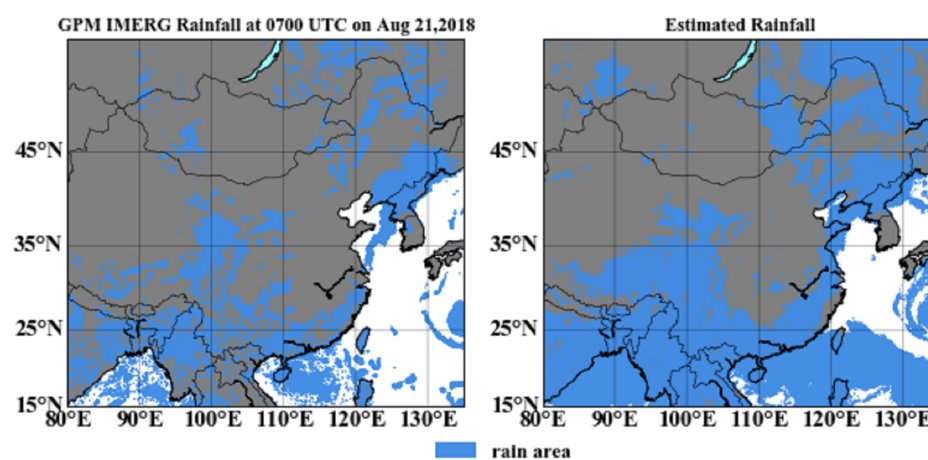 GPM IMERG Rainfall at 0700 UTC on Aug 21,2018
Estimated Rainfall
45°N
35°N
25°N
15°N
80°E 90°E 100°E 110°E 120°E 130°E
45°N
35°N
25°N
15°N
80°E 90°E 100°E 110°E 120°E 130°E
rain area